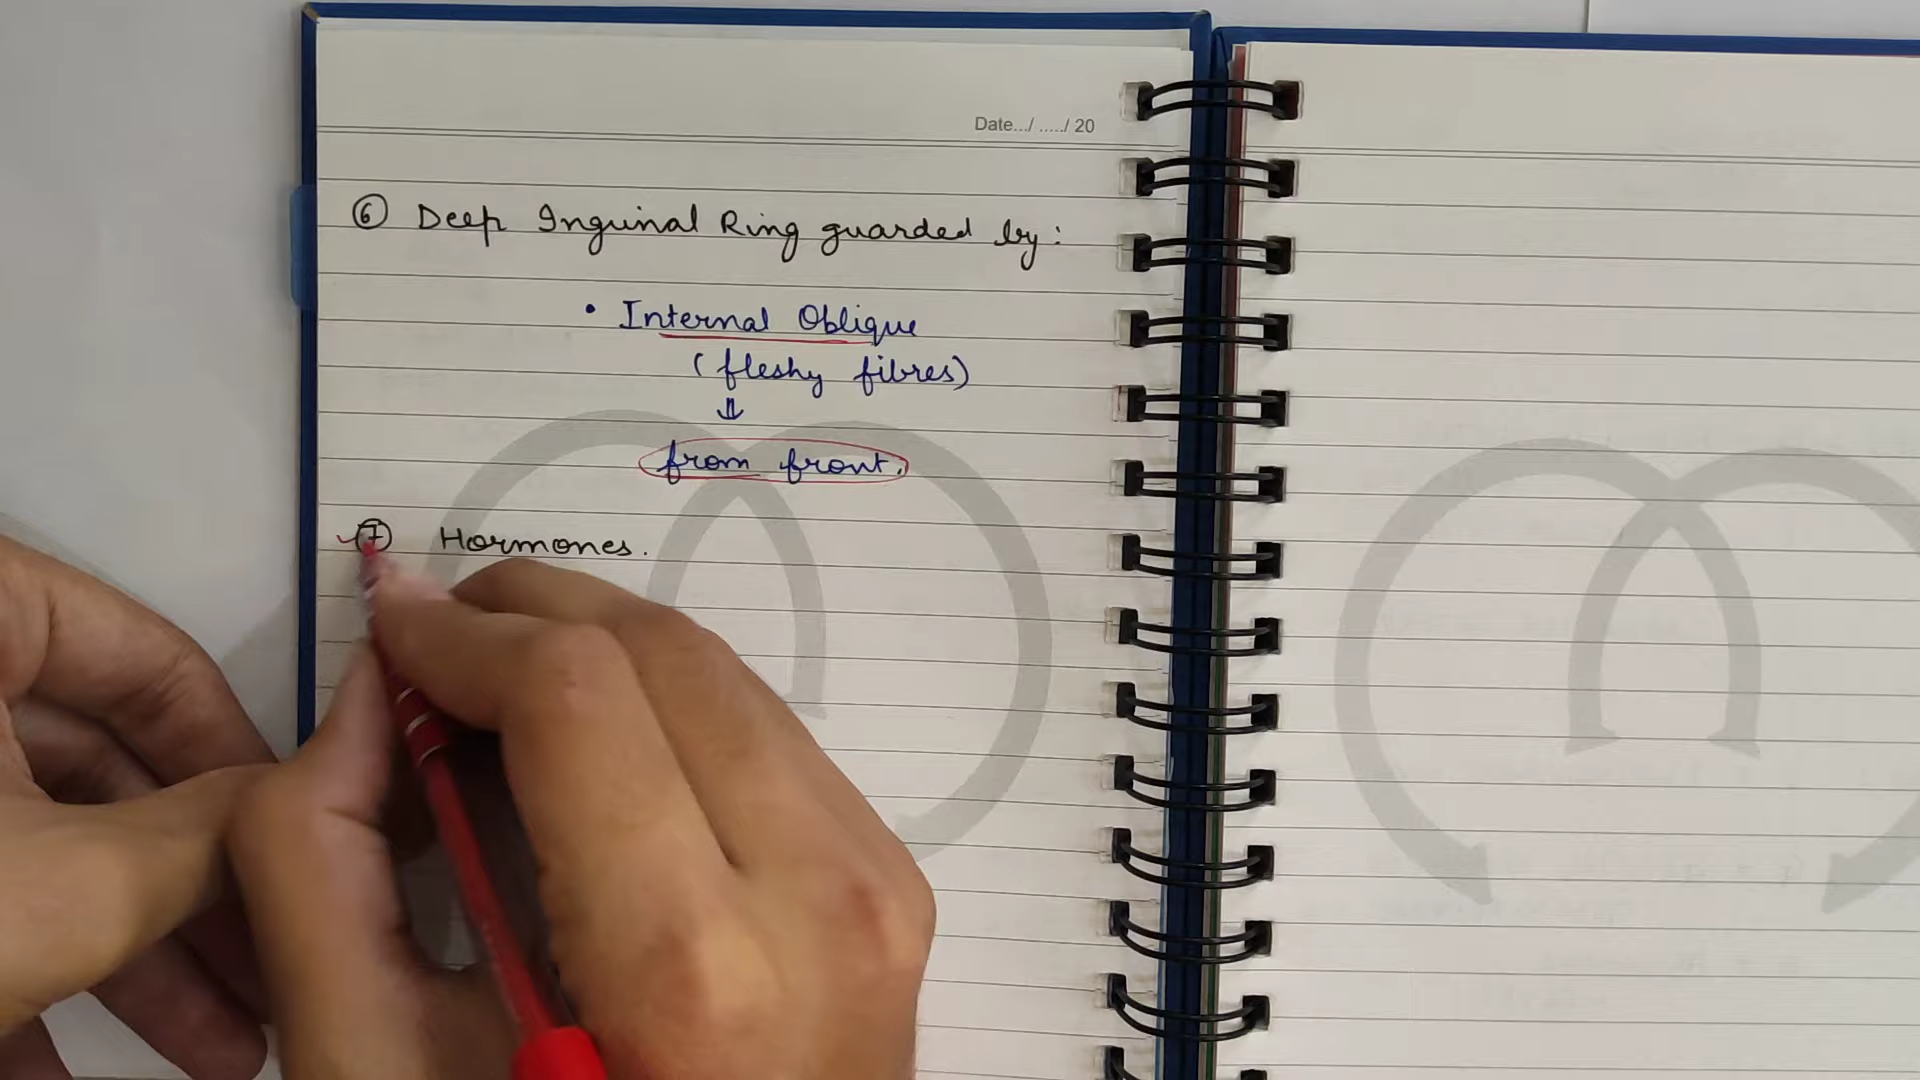 Date.../ ...../ 20
⑥ Deep Inguinal Ring guarded by:
• Internal Oblique
(fleshy fibres)
⇓
from front.
⑦ Hormones.